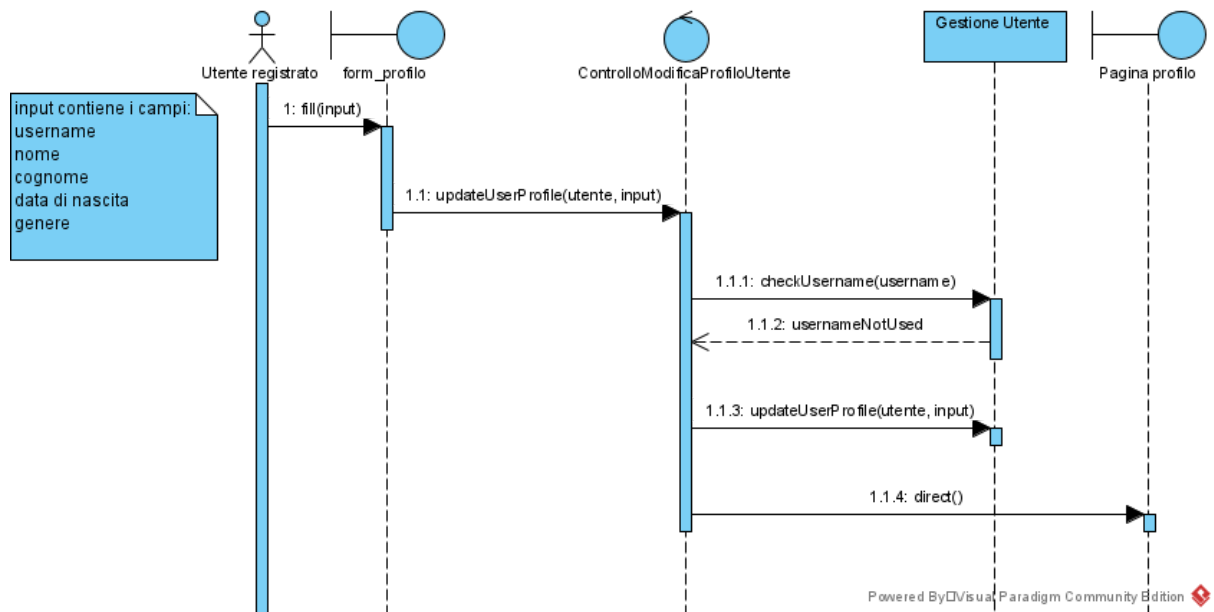 Gestione Utente
Utente registrato
form_profilo
ControlloModificaProfiloUtente
Pagina profilo
input contiene i campi:
username
nome
cognome
data di nascita
genere
1: fill(input)
1.1: updateUserProfile(utente, input)
1.1.1: checkUsername(username)
1.1.2: usernameNotUsed
1.1.3: updateUserProfile(utente, input)
1.1.4: direct()
Powered By□Visual Paradigm Community Edition